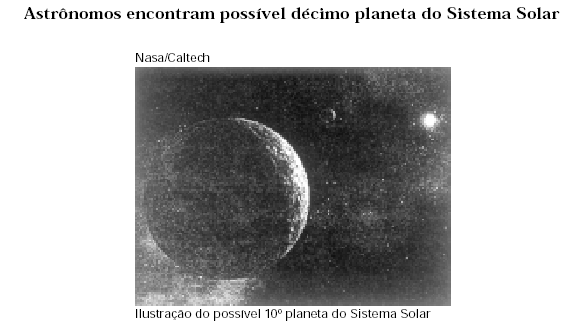 Astrônomos encontram possível décimo planeta do Sistema Solar
Nasa/Caltech
Ilustração do possível 10º planeta do Sistema Solar